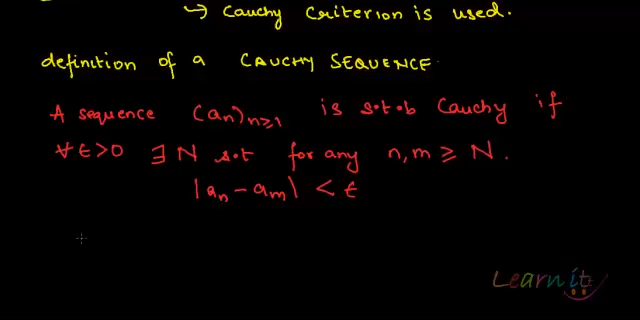 ↳ Cauchy Criterion is used.
definition of a CAUCHY SEQUENCE.
A sequence (an)n≥1 is s.t.o.b Cauchy if
∀ ϵ>0 ∃ N s.t for any n,m ≥ N.
|an - am| < ϵ
Learnit